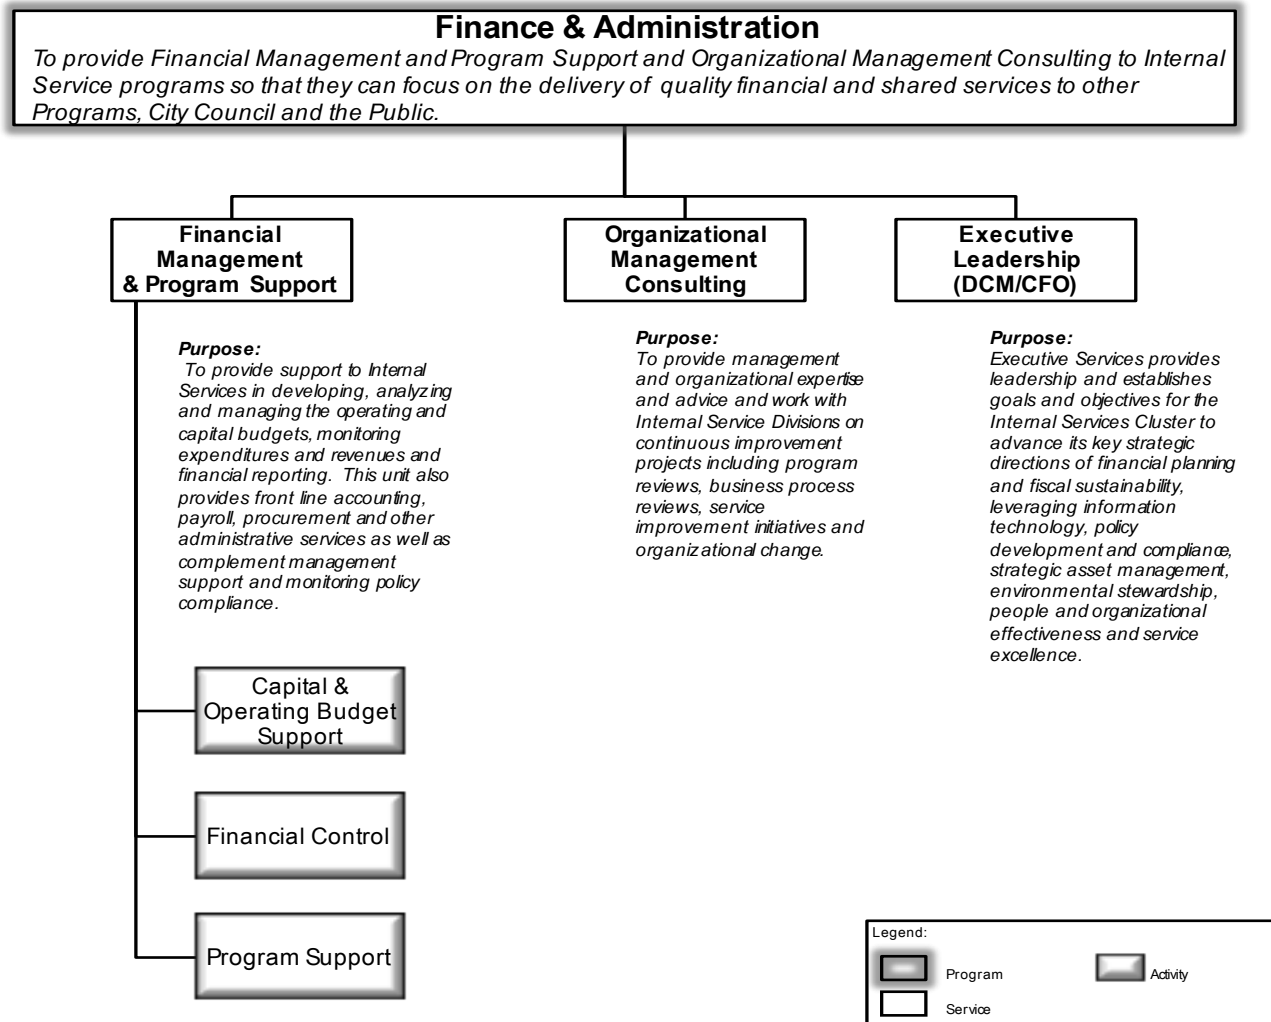 Finance & Administration
To provide Financial Management and Program Support and Organizational Management Consulting to Internal
Service programs so that they can focus on the delivery of quality financial and shared services to other
Programs, City Council and the Public.
Financial
Management
& Program Support
Organizational
Management
Consulting
Executive
Leadership
(DCM/CFO)
Purpose:
To provide support to Internal
Services in developing, analyzing
and managing the operating and
capital budgets, monitoring
expenditures and revenues and
financial reporting. This unit also
provides front line accounting,
payroll, procurement and other
administrative services as well as
complement management
support and monitoring policy
compliance.
Purpose:
To provide management
and organizational expertise
and advice and work with
Internal Service Divisions on
continuous improvement
projects including program
reviews, business process
reviews, service
improvement initiatives and
organizational change.
Purpose:
Executive Services provides
leadership and establishes
goals and objectives for the
Internal Services Cluster to
advance its key strategic
directions of financial planning
and fiscal sustainability,
leveraging information
technology, policy
development and compliance,
strategic asset management,
environmental stewardship,
people and organizational
effectiveness and service
excellence.
Capital &
Operating Budget
Support
Financial Control
Program Support
Legend:
Program
Activity
Service